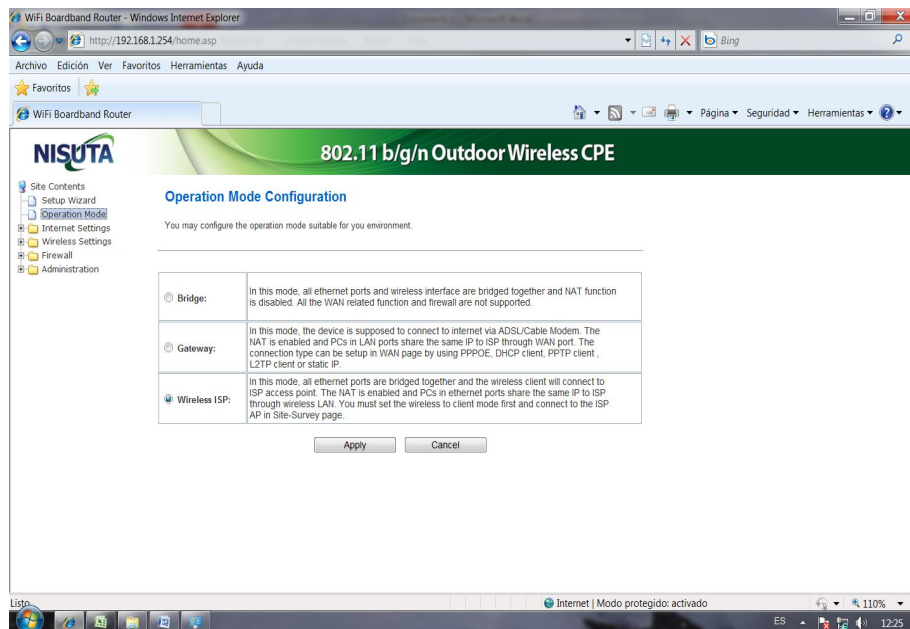 WiFi Boardband Router - Windows Internet Explorer
http://192.168.1.254/home.asp
Bing
Archivo Edición Ver Favoritos Herramientas Ayuda
Favoritos
WiFi Boardband Router
Página Seguridad Herramientas
NISUTA
802.11 b/g/n Outdoor Wireless CPE
Site Contents
Setup Wizard
Operation Mode
Internet Settings
Wireless Settings
Firewall
Administration
Operation Mode Configuration
You may configure the operation mode suitable for you environment.
Bridge:
In this mode, all ethernet ports and wireless interface are bridged together and NAT function
is disabled. All the WAN related function and firewall are not supported.
Gateway:
In this mode, the device is supposed to connect to internet via ADSL/Cable Modem. The
NAT is enabled and PCs in LAN ports share the same IP to ISP through WAN port. The
connection type can be setup in WAN page by using PPPOE, DHCP client, PPTP client ,
L2TP client or static IP.
Wireless ISP:
In this mode, all ethernet ports are bridged together and the wireless client will connect to
ISP access point. The NAT is enabled and PCs in ethernet ports share the same IP to ISP
through wireless LAN. You must set the wireless to client mode first and connect to the ISP
AP in Site-Survey page.
Apply Cancel
Listo
Internet | Modo protegido: activado
110%
ES
12:25